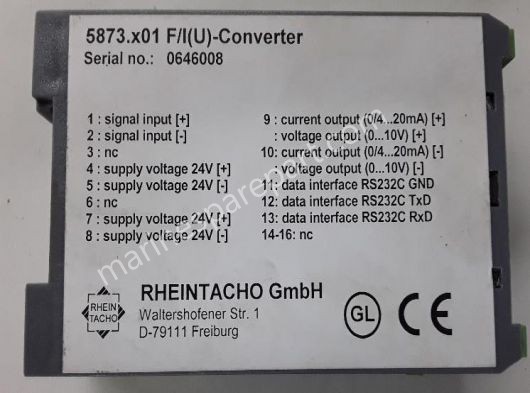 5873.x01 F/I(U)-Converter
Serial no.: 0646008
1 : signal input [+]
2 : signal input [-]
3 : nc
4 : supply voltage 24V [+]
5 : supply voltage 24V [-]
6 : nc
7 : supply voltage 24V [+]
8 : supply voltage 24V [-]
9 : current output (0/4...20mA) [+]
: voltage output (0...10V) [+]
10: current output (0/4...20mA) [-]
: voltage output (0...10V) [-]
11: data interface RS232C GND
12: data interface RS232C TxD
13: data interface RS232C RxD
14-16: nc
RHEIN
TACHO
RHEINTACHO GmbH
Waltershofener Str. 1
D-79111 Freiburg
GL
CE